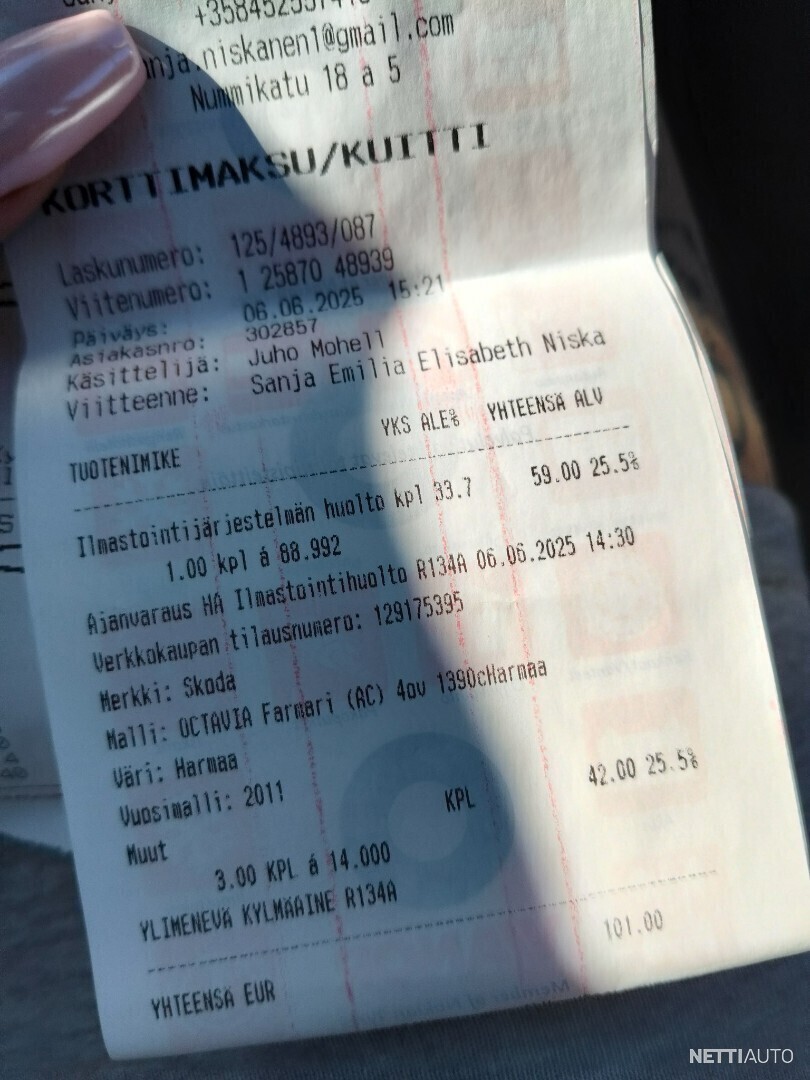 nja.niskanen1@gmail.com
Nummikatu 18 a 5
KORTTIMAKSU/KUITTI
Laskunumero: 125/4893/087
Viitenumero: 1 25870 48939
Päiväys: 06.06.2025 15:21
Asiakasnro: 302857
Käsittelijä: Juho Mohell
Viitteenne: Sanja Emilia Elisabeth Niska
TUOTENIMIKE YKS ALE% YHTEENSÄ ALV
Ilmastointijärjestelmän huolto kpl 33.7 59.00 25.5%
1.00 kpl á 88.992
Ajanvaraus HA Ilmastointihuolto R134A 06.06.2025 14:30
Verkkokaupan tilausnumero: 129175395
Merkki: Skoda
Malli: OCTAVIA Farmari (AC) 4ov 1390cHarmaa
Väri: Harmaa
Vuosimalli: 2011
Muut KPL 42.00 25.5%
3.00 KPL á 14.000
YLIMENEVÄ KYLMÄAINE R134A
YHTEENSÄ EUR 101.00
NETTIAUTO